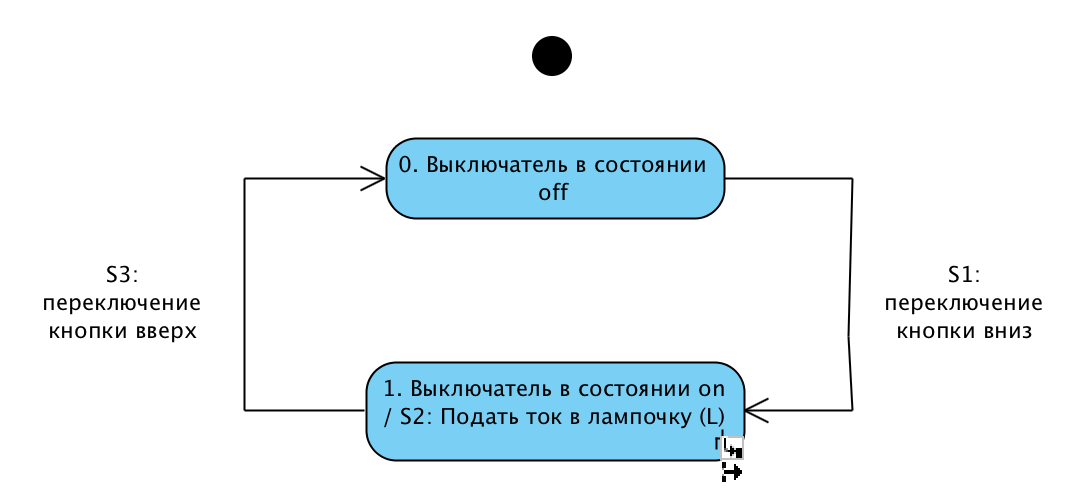 0. Выключатель в состоянии
off
S3:
переключение
кнопки вверх
S1:
переключение
кнопки вниз
1. Выключатель в состоянии on
/ S2: Подать ток в лампочку (L)